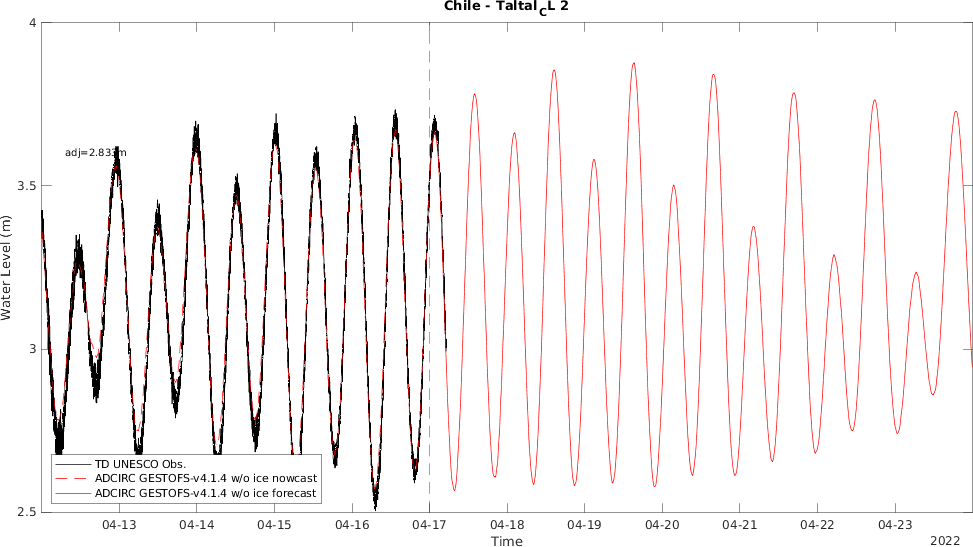 Chile - Taltal_CL 2
4
adj=2.833m
3.5
Water Level (m)
3
TD UNESCO Obs.
ADCIRC GESTOFS-v4.1.4 w/o ice nowcast
ADCIRC GESTOFS-v4.1.4 w/o ice forecast
2.5
04-13 04-14 04-15 04-16 04-17 04-18 04-19 04-20 04-21 04-22 04-23
Time
2022